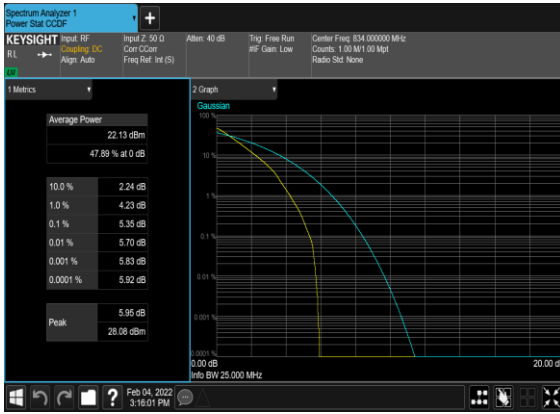 Spectrum Analyzer 1
Power Stat CCDF
KEYSIGHT
RL
LW
Input: RF
Coupling: DC
Align: Auto
Input Z: 50 Ω
Corr CCorr
Freq Ref: Int (S)
Atten: 40 dB
Trig: Free Run
#IF Gain: Low
Center Freq: 834.000000 MHz
Counts: 1.00 M/1.00 Mpt
Radio Std: None
1 Metrics
Average Power
22.13 dBm
47.89 % at 0 dB
10.0 % 2.24 dB
1.0 % 4.23 dB
0.1 % 5.35 dB
0.01 % 5.70 dB
0.001 % 5.83 dB
0.0001 % 5.92 dB
Peak
5.95 dB
28.08 dBm
2 Graph
Gaussian
100 %
10 %
1 %
0.1 %
0.01 %
0.001 %
0.0001 %
0.00 dB
20.00 d
Info BW 25.000 MHz
?
Feb 04, 2022
3:16:01 PM